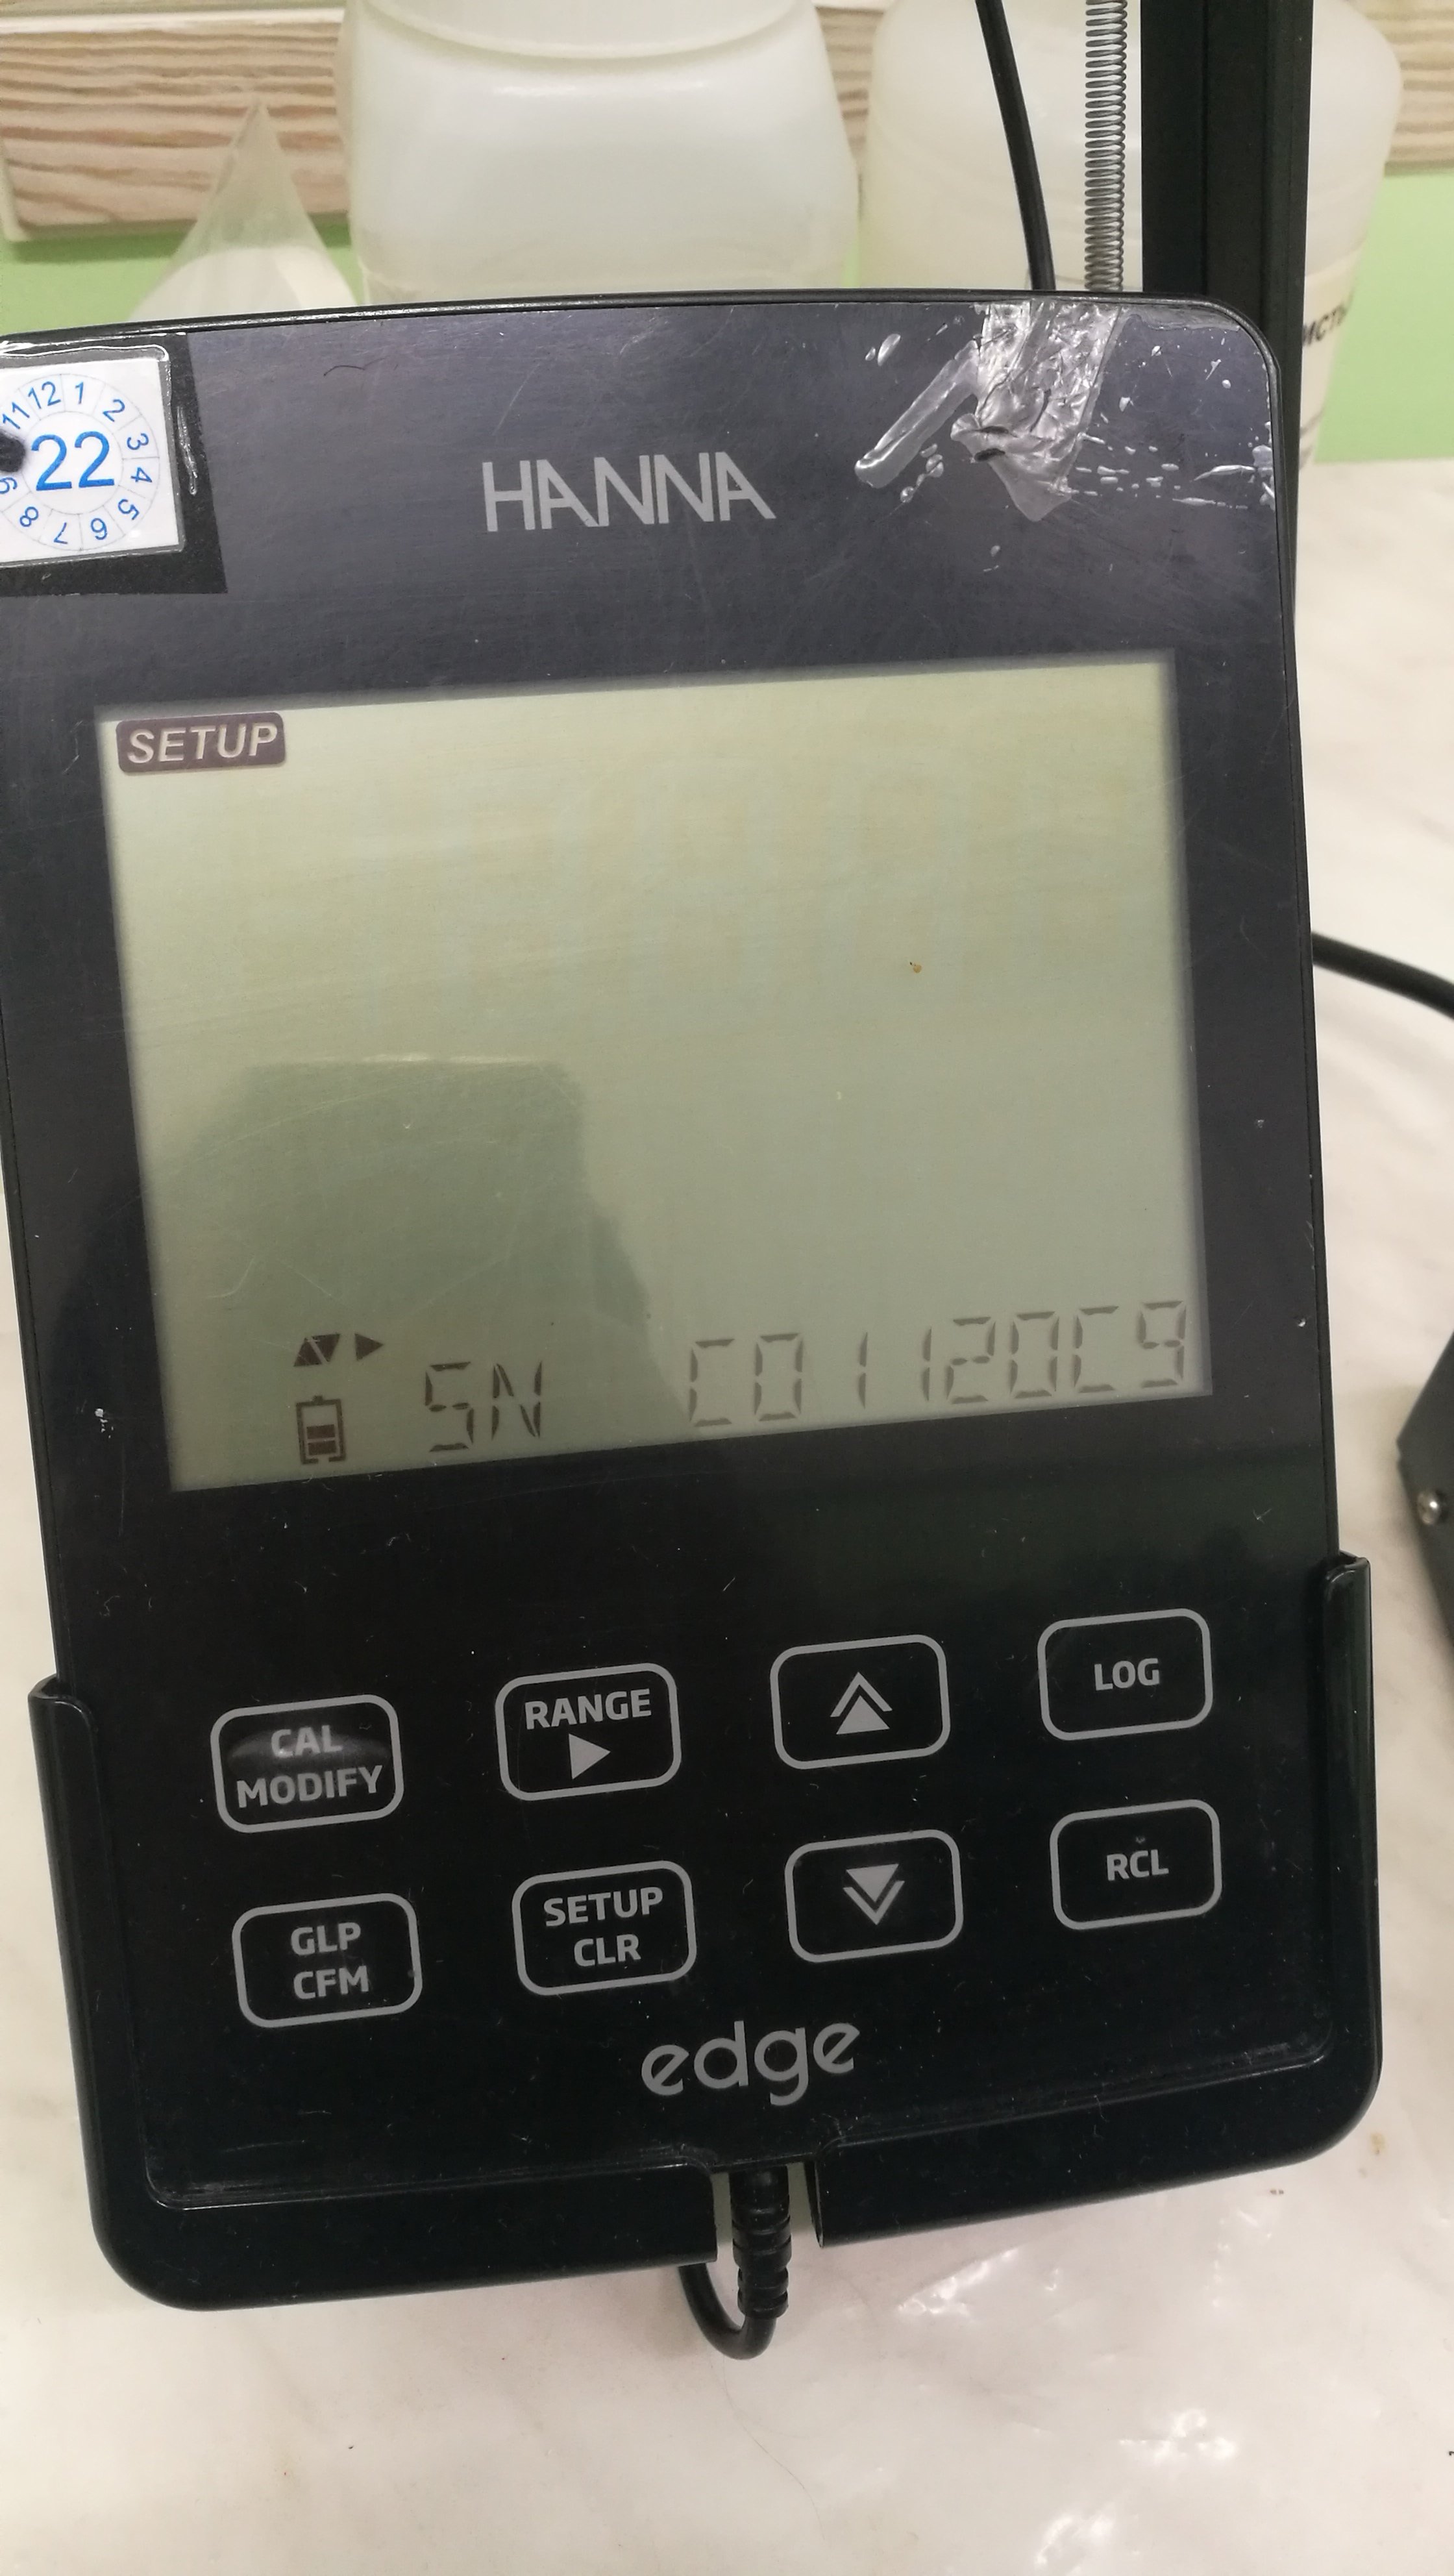 11 12 1 2 3 4 5 6 7 8 9
22
HANNA
SETUP
SN C01120C9
CAL MODIFY
RANGE
LOG
GLP CFM
SETUP CLR
RCL
edge